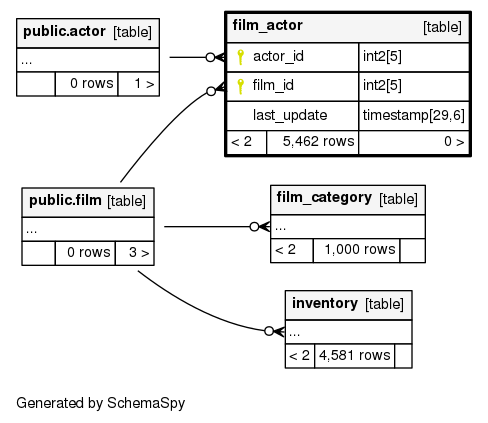 public.actor [table]
...
0 rows 1 >
film_actor [table]
actor_id int2[5]
film_id int2[5]
last_update timestamp[29,6]
< 2 5,462 rows 0 >
public.film [table]
...
0 rows 3 >
film_category [table]
...
< 2 1,000 rows
inventory [table]
...
< 2 4,581 rows
Generated by SchemaSpy